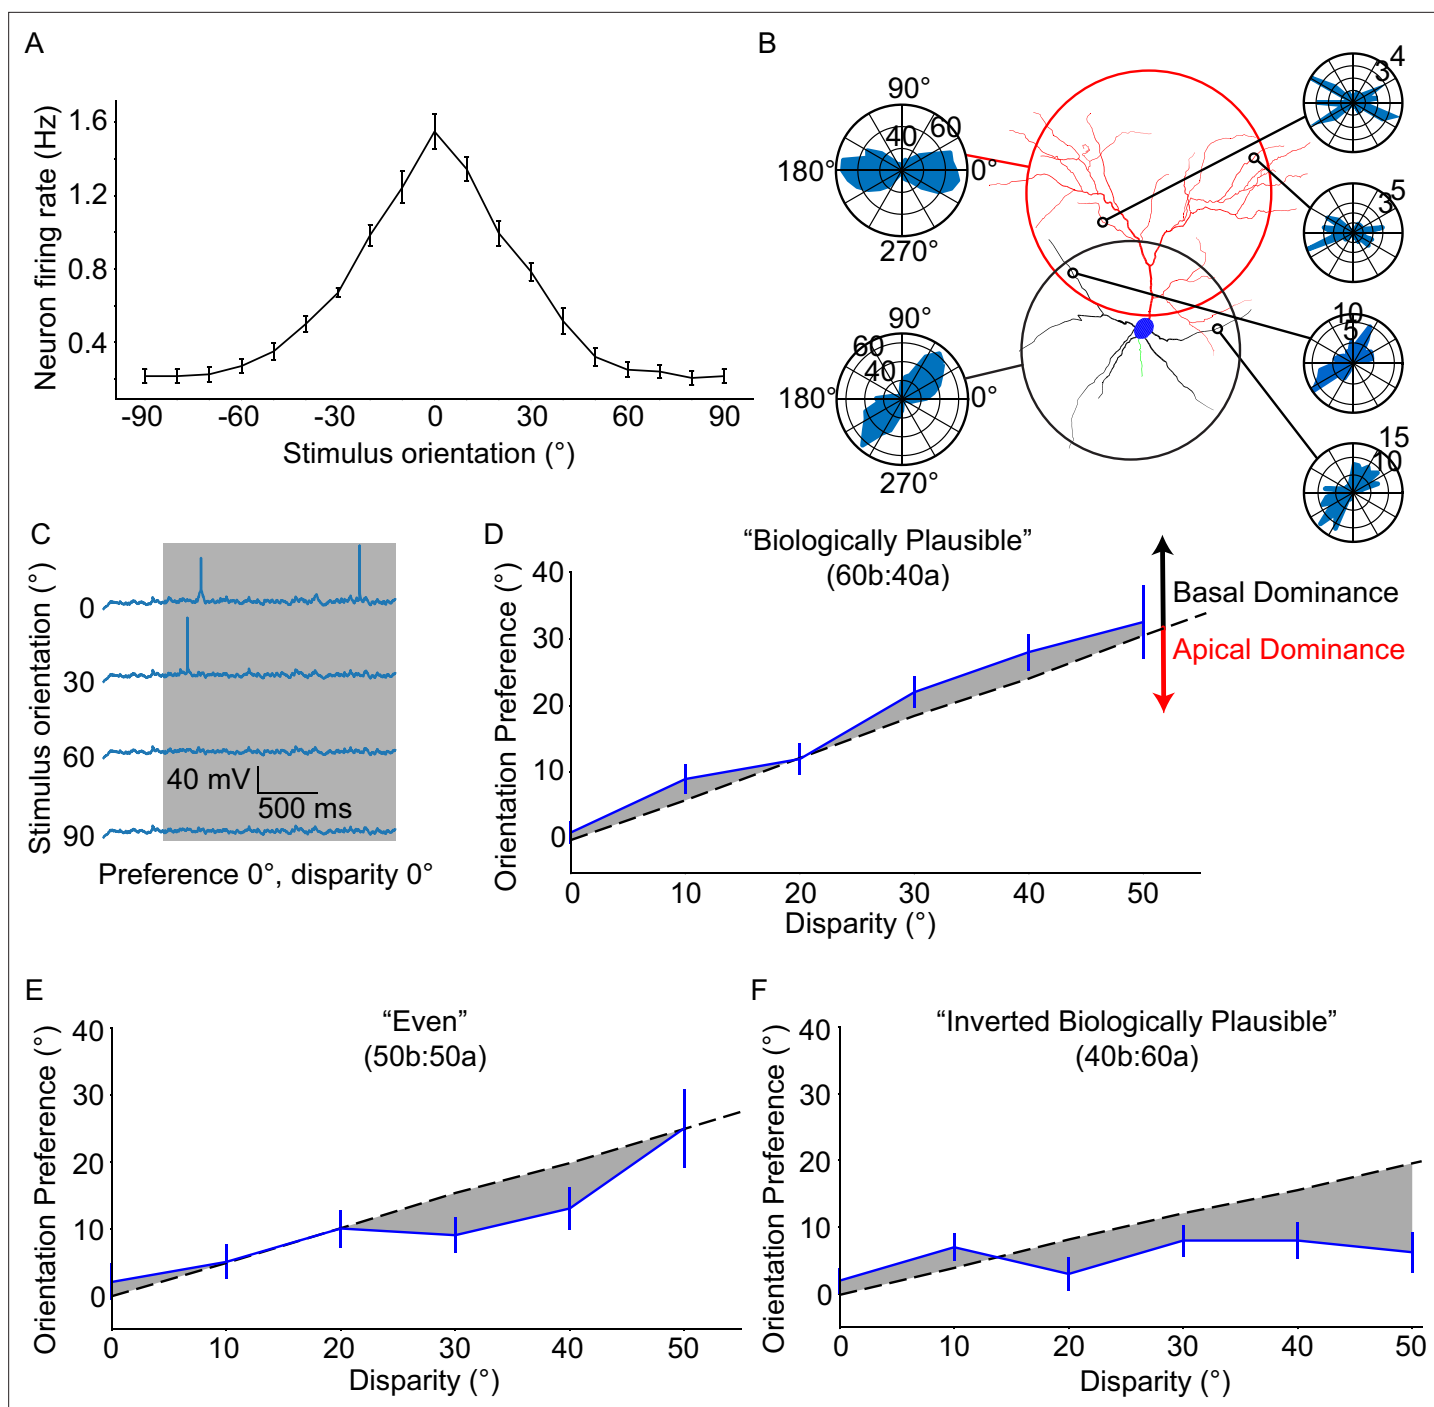 A
Neuron firing rate (Hz)
1.6
1.2
0.8
0.4
-90 -60 -30 0 30 60 90
Stimulus orientation (°)
B
90°
180°
0°
270°
40 60
90°
180°
0°
270°
60
40
4
3
5
3
10
5
15
10
C
Stimulus orientation (°)
0
30
60
90
40 mV
500 ms
Preference 0°, disparity 0°
D
"Biologically Plausible"
(60b:40a)
Orientation Preference (°)
40
30
20
10
0
0 10 20 30 40 50
Disparity (°)
Basal Dominance
Apical Dominance
E
"Even"
(50b:50a)
Orientation Preference (°)
40
30
20
10
0
0 10 20 30 40 50
Disparity (°)
F
"Inverted Biologically Plausible"
(40b:60a)
Orientation Preference (°)
40
30
20
10
0
0 10 20 30 40 50
Disparity (°)